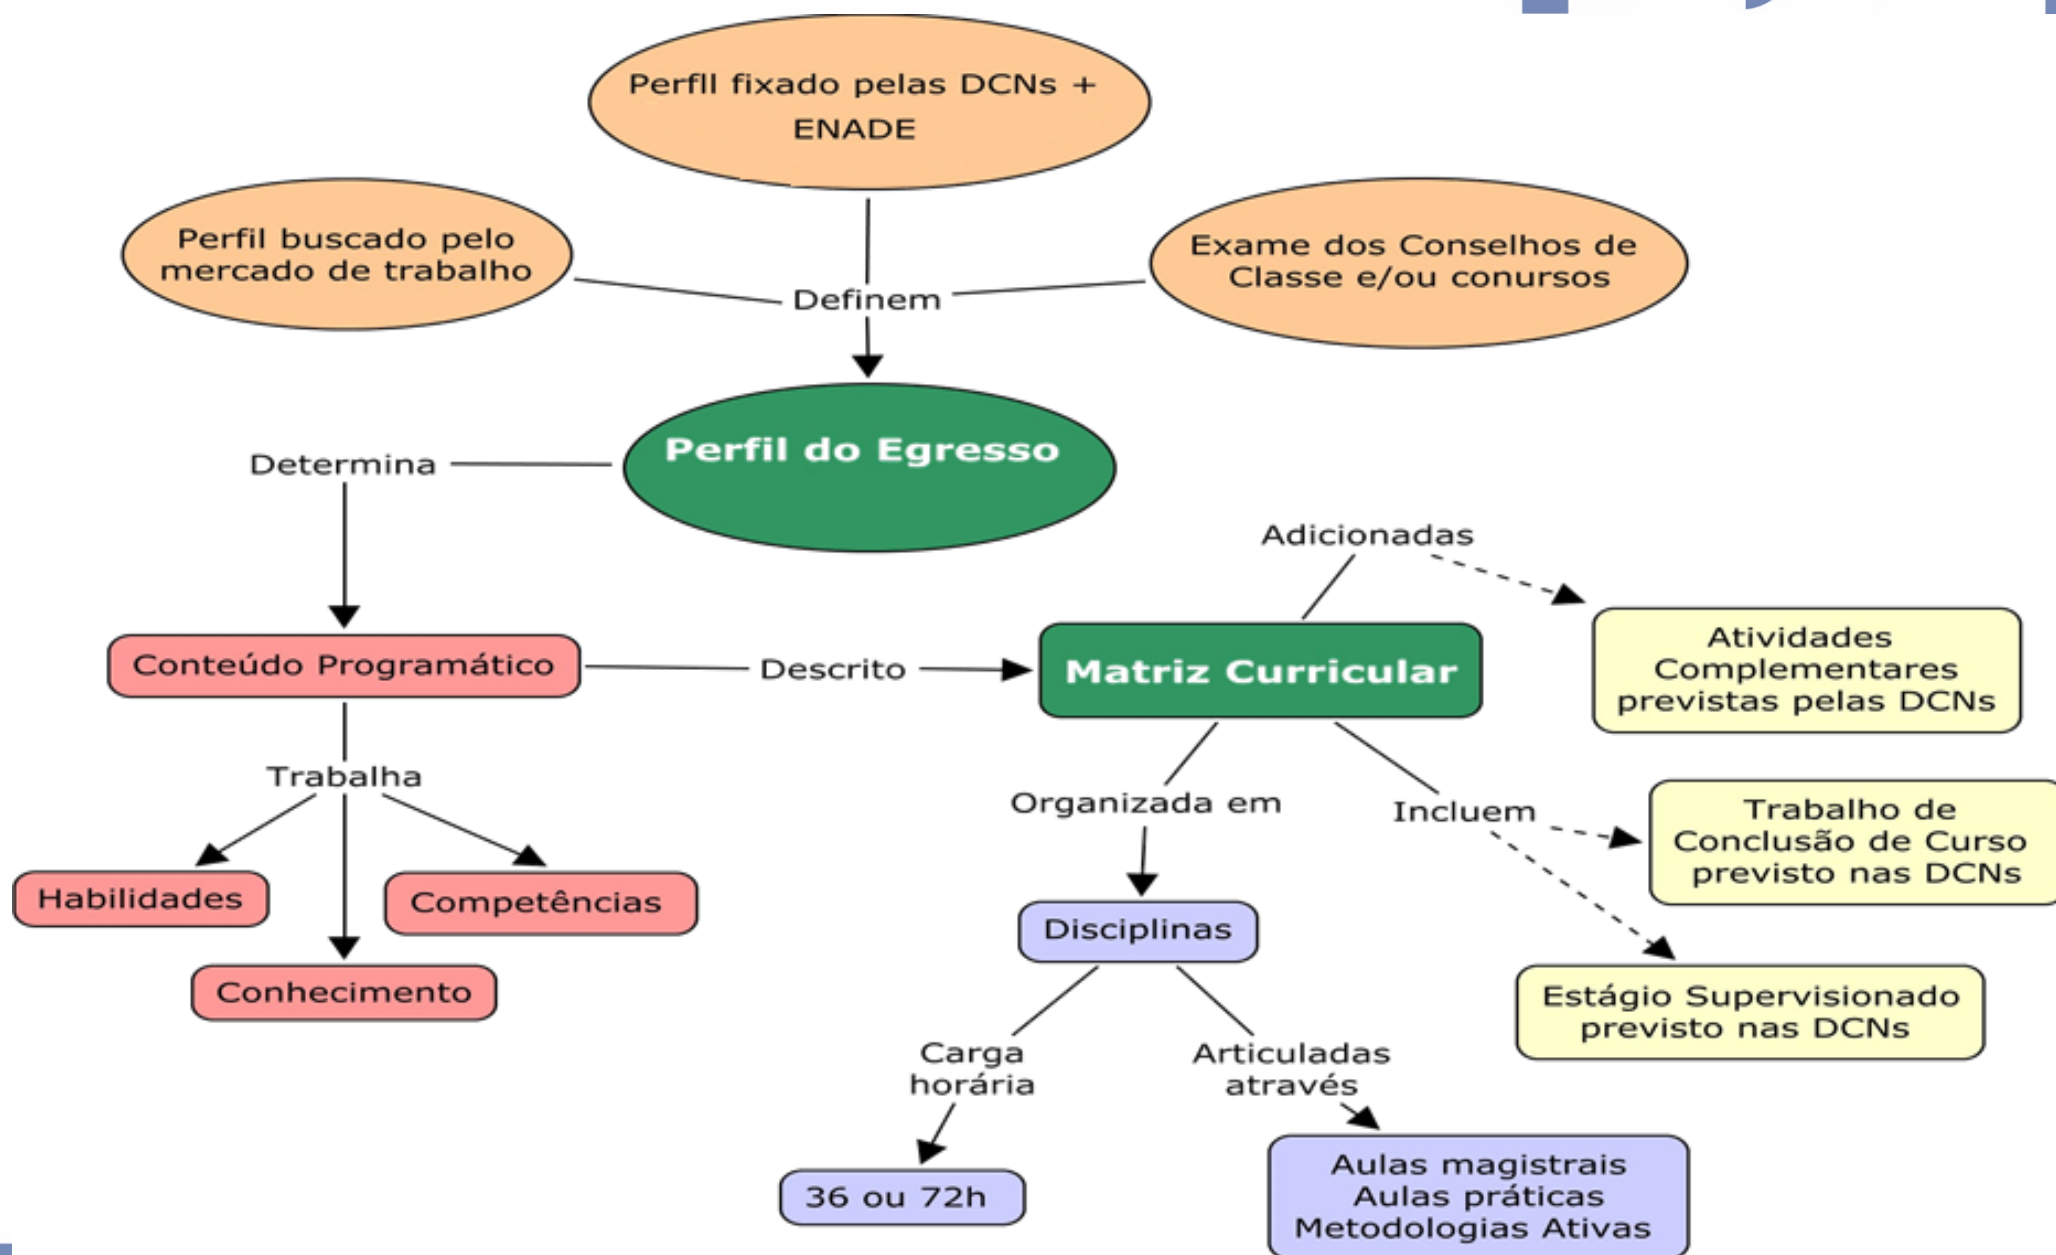 Perfll fixado pelas DCNs +
ENADE
Perfil buscado pelo
mercado de trabalho
Exame dos Conselhos de
Classe e/ou conursos
Definem
Perfil do Egresso
Determina
Adicionadas
Atividades
Complementares
previstas pelas DCNs
Conteúdo Programático
Descrito
Matriz Curricular
Trabalha
Organizada em
Incluem
Trabalho de
Conclusão de Curso
previsto nas DCNs
Habilidades
Competências
Disciplinas
Conhecimento
Estágio Supervisionado
previsto nas DCNs
Carga
horária
Articuladas
através
36 ou 72h
Aulas magistrais
Aulas práticas
Metodologias Ativas